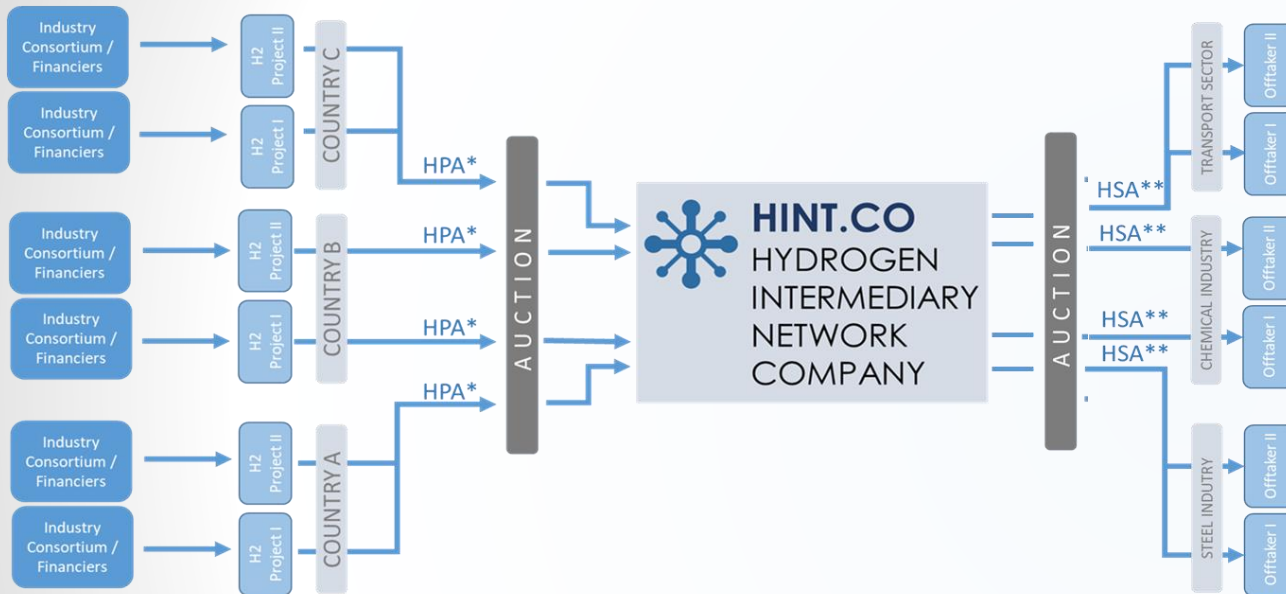 Industry
Consortium /
Financiers
H2
Project II
COUNTRY C
Industry
Consortium /
Financiers
H2
Project I
HPA*
Industry
Consortium /
Financiers
H2
Project II
COUNTRY B
HPA*
Industry
Consortium /
Financiers
H2
Project I
HPA*
Industry
Consortium /
Financiers
H2
Project II
COUNTRY A
HPA*
Industry
Consortium /
Financiers
H2
Project I
AUCTION
HINT.CO
HYDROGEN
INTERMEDIARY
NETWORK
COMPANY
AUCTION
HSA**
TRANSPORT SECTOR
Offtaker II
Offtaker I
HSA**
CHEMICAL INDUSTRY
Offtaker II
HSA**
Offtaker I
HSA**
STEEL INDUTRY
Offtaker II
Offtaker I